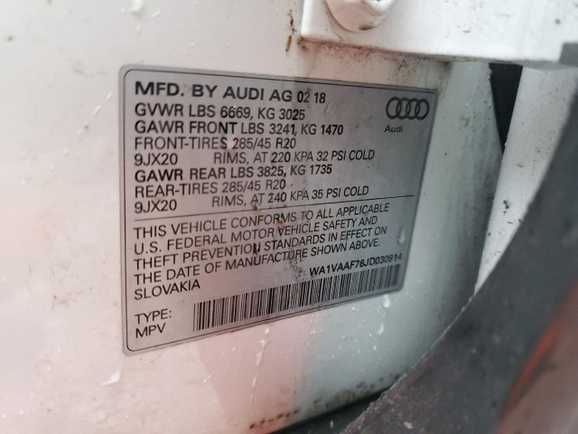 MFD. BY AUDI AG 02 18
GVWR LBS 6669, KG 3025
GAWR FRONT LBS 3241, KG 1470
FRONT-TIRES 285/45 R20
9JX20 RIMS, AT 220 KPA 32 PSI COLD
GAWR REAR LBS 3825, KG 1735
REAR-TIRES 285/45 R20
9JX20 RIMS, AT 240 KPA 35 PSI COLD
Audi
THIS VEHICLE CONFORMS TO ALL APPLICABLE
U.S. FEDERAL MOTOR VEHICLE SAFETY AND
THEFT PREVENTION STANDARDS IN EFFECT ON
THE DATE OF MANUFACTURE SHOWN ABOVE.
SLOVAKIA
WA1VAAF76JD030914
TYPE:
MPV